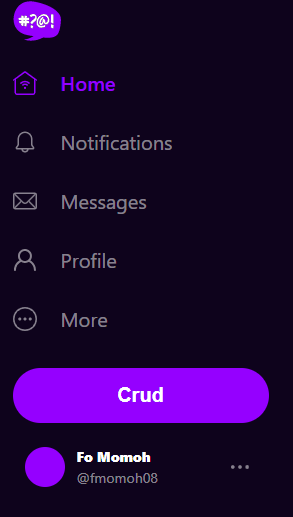 #?@!
Home
Notifications
Messages
Profile
More
Crud
Fo Momoh
@fmomoh08